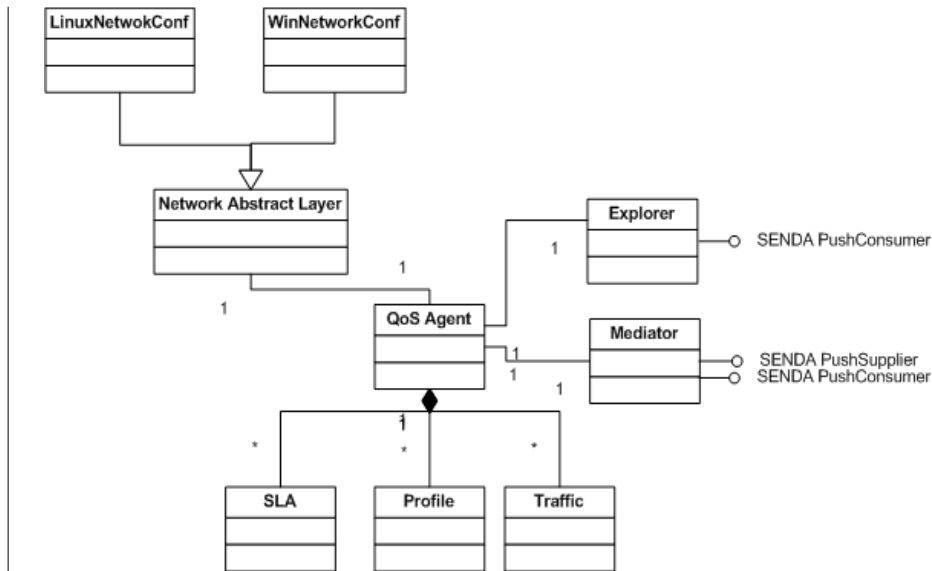 LinuxNetwokConf
WinNetworkConf
Network Abstract Layer
Explorer
SENDA PushConsumer
1
1
1
QoS Agent
Mediator
1
SENDA PushSupplier
1
SENDA PushConsumer
1
1
1
*
*
*
SLA
Profile
Traffic